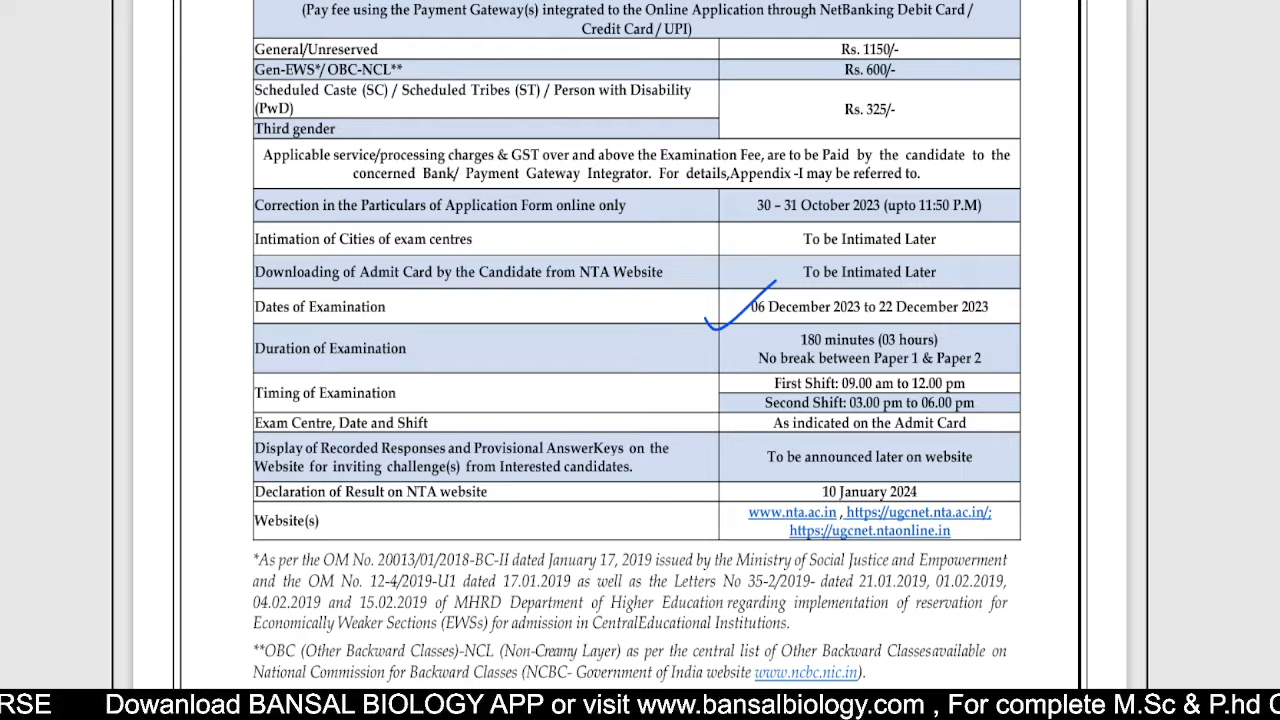 (Pay fee using the Payment Gateway(s) integrated to the Online Application through NetBanking Debit Card /
Credit Card / UPI)
General/Unreserved
Rs. 1150/-
Gen-EWS*/ OBC-NCL**
Rs. 600/-
Scheduled Caste (SC) / Scheduled Tribes (ST) / Person with Disability
(PwD)
Rs. 325/-
Third gender
Applicable service/processing charges & GST over and above the Examination Fee, are to be Paid by the candidate to the
concerned Bank/ Payment Gateway Integrator. For details,Appendix -I may be referred to.
Correction in the Particulars of Application Form online only
30 – 31 October 2023 (upto 11:50 P.M)
Intimation of Cities of exam centres
To be Intimated Later
Downloading of Admit Card by the Candidate from NTA Website
To be Intimated Later
Dates of Examination
06 December 2023 to 22 December 2023
Duration of Examination
180 minutes (03 hours)
No break between Paper 1 & Paper 2
Timing of Examination
First Shift: 09.00 am to 12.00 pm
Second Shift: 03.00 pm to 06.00 pm
Exam Centre, Date and Shift
As indicated on the Admit Card
Display of Recorded Responses and Provisional AnswerKeys on the
Website for inviting challenge(s) from Interested candidates.
To be announced later on website
Declaration of Result on NTA website
10 January 2024
Website(s)
www.nta.ac.in , https://ugcnet.nta.ac.in/;
https://ugcnet.ntaonline.in
*As per the OM No. 20013/01/2018-BC-II dated January 17, 2019 issued by the Ministry of Social Justice and Empowerment
and the OM No. 12-4/2019-U1 dated 17.01.2019 as well as the Letters No 35-2/2019- dated 21.01.2019, 01.02.2019,
04.02.2019 and 15.02.2019 of MHRD Department of Higher Education regarding implementation of reservation for
Economically Weaker Sections (EWSs) for admission in CentralEducational Institutions.
**OBC (Other Backward Classes)-NCL (Non-Creamy Layer) as per the central list of Other Backward Classesavailable on
National Commission for Backward Classes (NCBC- Government of India website www.ncbc.nic.in).
RSE Dowanload BANSAL BIOLOGY APP or visit www.bansalbiology.com , For complete M.Sc & P.hd C